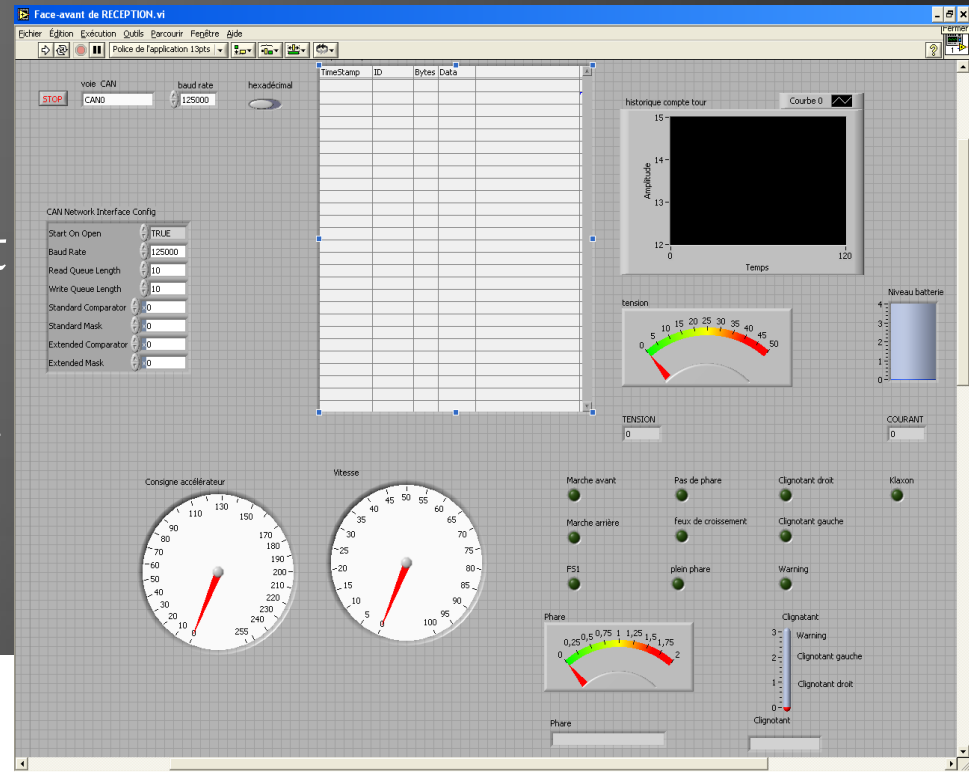 Face-avant de RECEPTION.vi
Fichier Édition Exécution Outils Parcourir Fenêtre Aide
Fermer
Police de l'application 13pts
voie CAN
baud rate
hexadécimal
STOP
CAN0
125000
TimeStamp ID Bytes Data
historique compte tour
Courbe 0
15
14
13
12
Amplitude
0 120
Temps
CAN Network Interface Config
Start On Open TRUE
Baud Rate 125000
Read Queue Length 10
Write Queue Length 10
Standard Comparator x0
Standard Mask x0
Extended Comparator x0
Extended Mask x0
tension
0 5 10 15 20 25 30 35 40 45 50
Niveau batterie
4
3
2
1
0
TENSION
0
COURANT
0
Consigne accélérateur
0 10 20 30 40 50 60 70 90 110 130 150 170 180 190 200 210 220 230 240 255
Vitesse
0 5 10 15 20 25 30 35 40 45 50 55 60 65 70 75 80 85 90 95 100
Marche avant Pas de phare Clignotant droit Klaxon
Marche arrière feux de croissement Clignotant gauche
FS1 plein phare Warning
Phare
0 0,25 0,5 0,75 1 1,25 1,5 1,75 2
Clignatant
3 Warning
2 Clignotant gauche
1 Clignotant droit
0
Phare
Clignotant